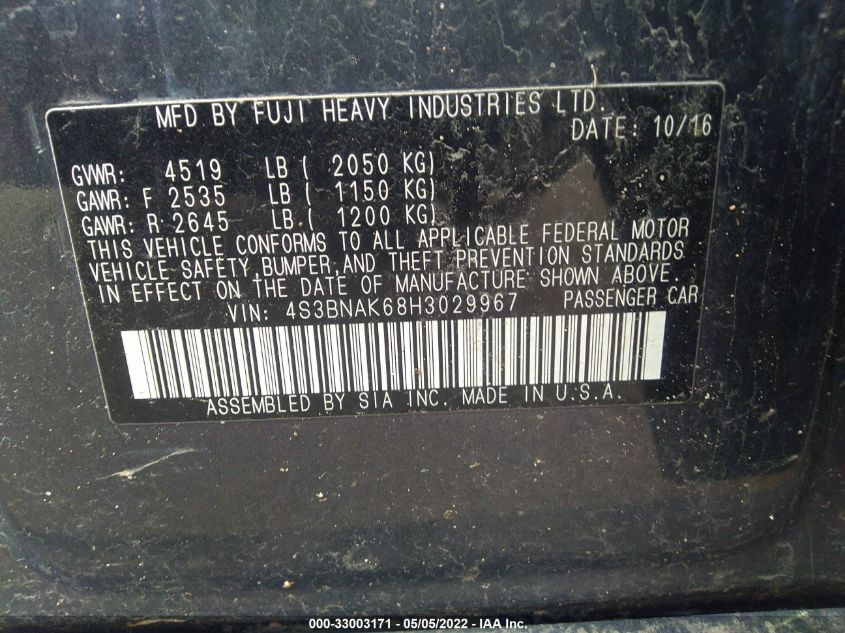 MFD BY FUJI HEAVY INDUSTRIES LTD.
DATE: 10/16
GVWR: 4519 LB ( 2050 KG)
GAWR: F 2535 LB ( 1150 KG)
GAWR: R 2645 LB ( 1200 KG)
THIS VEHICLE CONFORMS TO ALL APPLICABLE FEDERAL MOTOR
VEHICLE SAFETY, BUMPER, AND THEFT PREVENTION STANDARDS
IN EFFECT ON THE DATE OF MANUFACTURE SHOWN ABOVE.
VIN: 4S3BNAK68H3029967 PASSENGER CAR
ASSEMBLED BY SIA INC. MADE IN U.S.A.
000-33003171 - 05/05/2022 - IAA Inc.